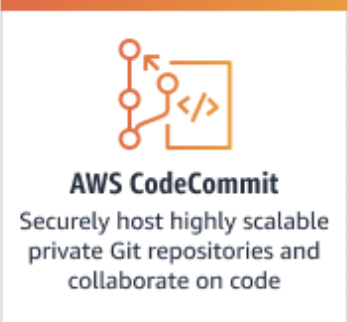 </>
AWS CodeCommit
Securely host highly scalable
private Git repositories and
collaborate on code